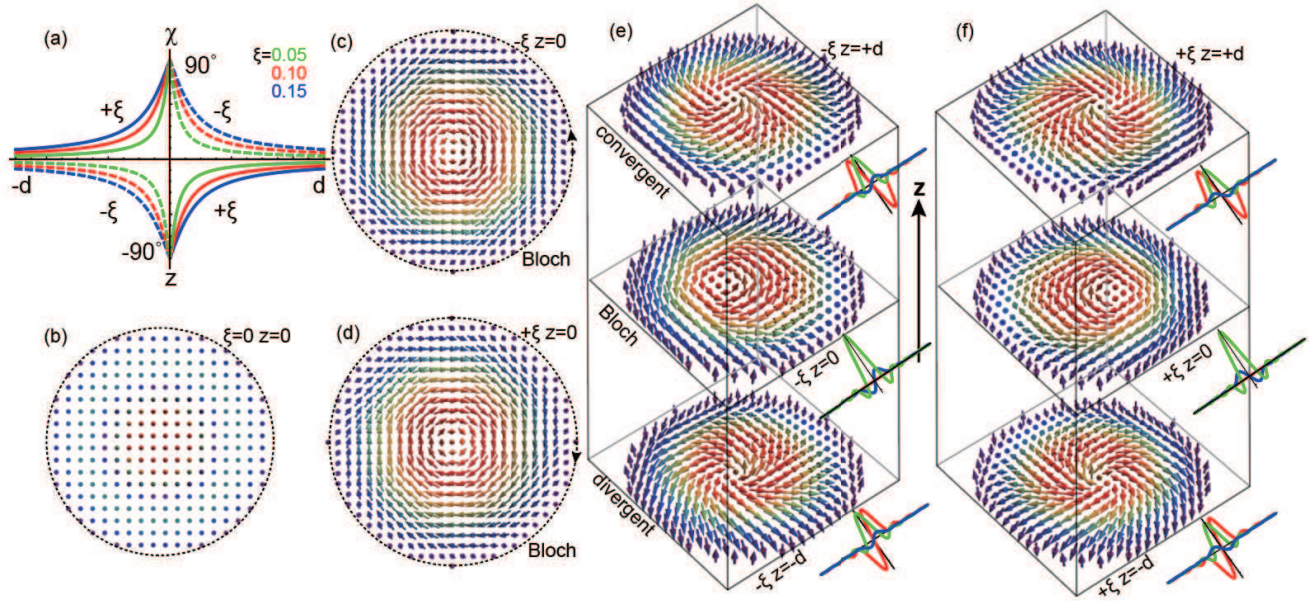 (a)
χ
90°
ξ=0.05
0.10
0.15
+ξ
-ξ
-d
d
-ξ
+ξ
-90°
z
(b)
ξ=0 z=0
(c)
-ξ z=0
Bloch
(d)
+ξ z=0
Bloch
(e)
-ξ z=+d
convergent
z
Bloch
-ξ z=0
divergent
-ξ z=-d
(f)
+ξ z=+d
+ξ z=0
+ξ z=-d